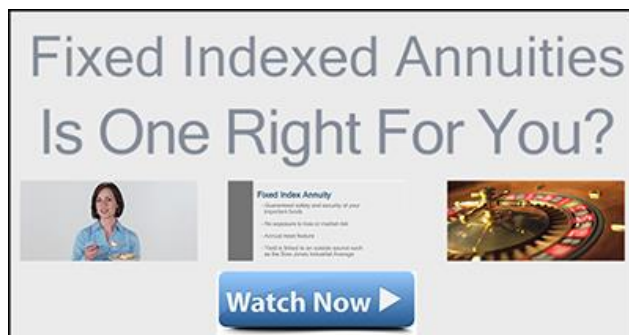 Fixed Indexed Annuities
Is One Right For You?
Fixed Index Annuity
- Guaranteed safety and security of your
important funds
- No exposure to loss or market risk
- Annual reset feature
- Yield is linked to an outside source such
as the Dow Jones Industrial Average
Watch Now